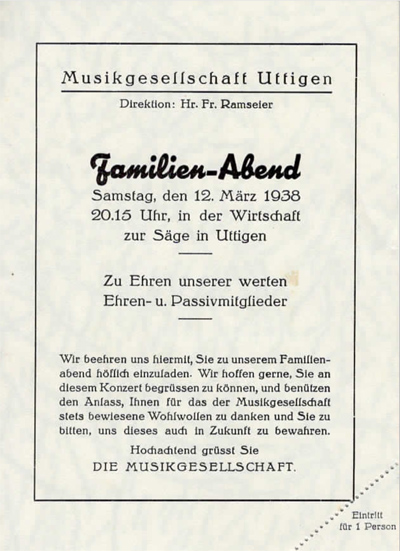 Musikgesellschaft Uttigen
Direktion: Hr. Fr. Ramseier
Familien-Abend
Samstag, den 12. März 1938
20.15 Uhr, in der Wirtschaft
zur Säge in Uttigen
Zu Ehren unserer werten
Ehren- u. Passivmitglieder
Wir beehren uns hiermit, Sie zu unserem Familien-
abend höflich einzuladen. Wir hoffen gerne, Sie an
diesem Konzert begrüssen zu können, und benützen
den Anlass, Ihnen für das der Musikgesellschaft
stets bewiesene Wohlwollen zu danken und Sie zu
bitten, uns dieses auch in Zukunft zu bewahren.
Hochachtend grüsst Sie
DIE MUSIKGESELLSCHAFT.
Eintritt
für 1 Person